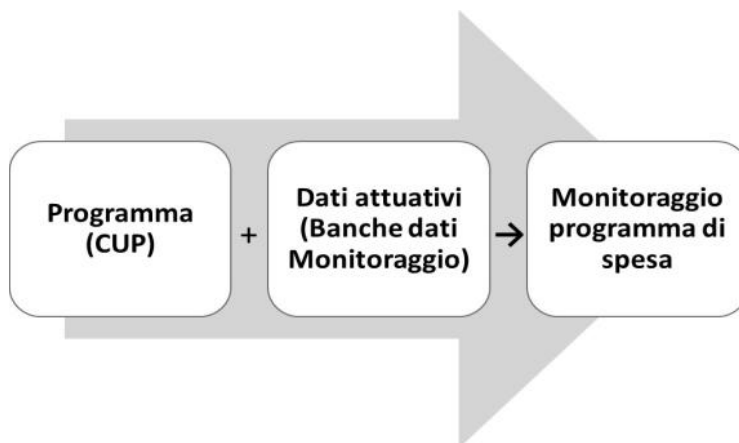 Programma
(CUP)
+
Dati attuativi
(Banche dati
Monitoraggio)
→
Monitoraggio
programma di
spesa